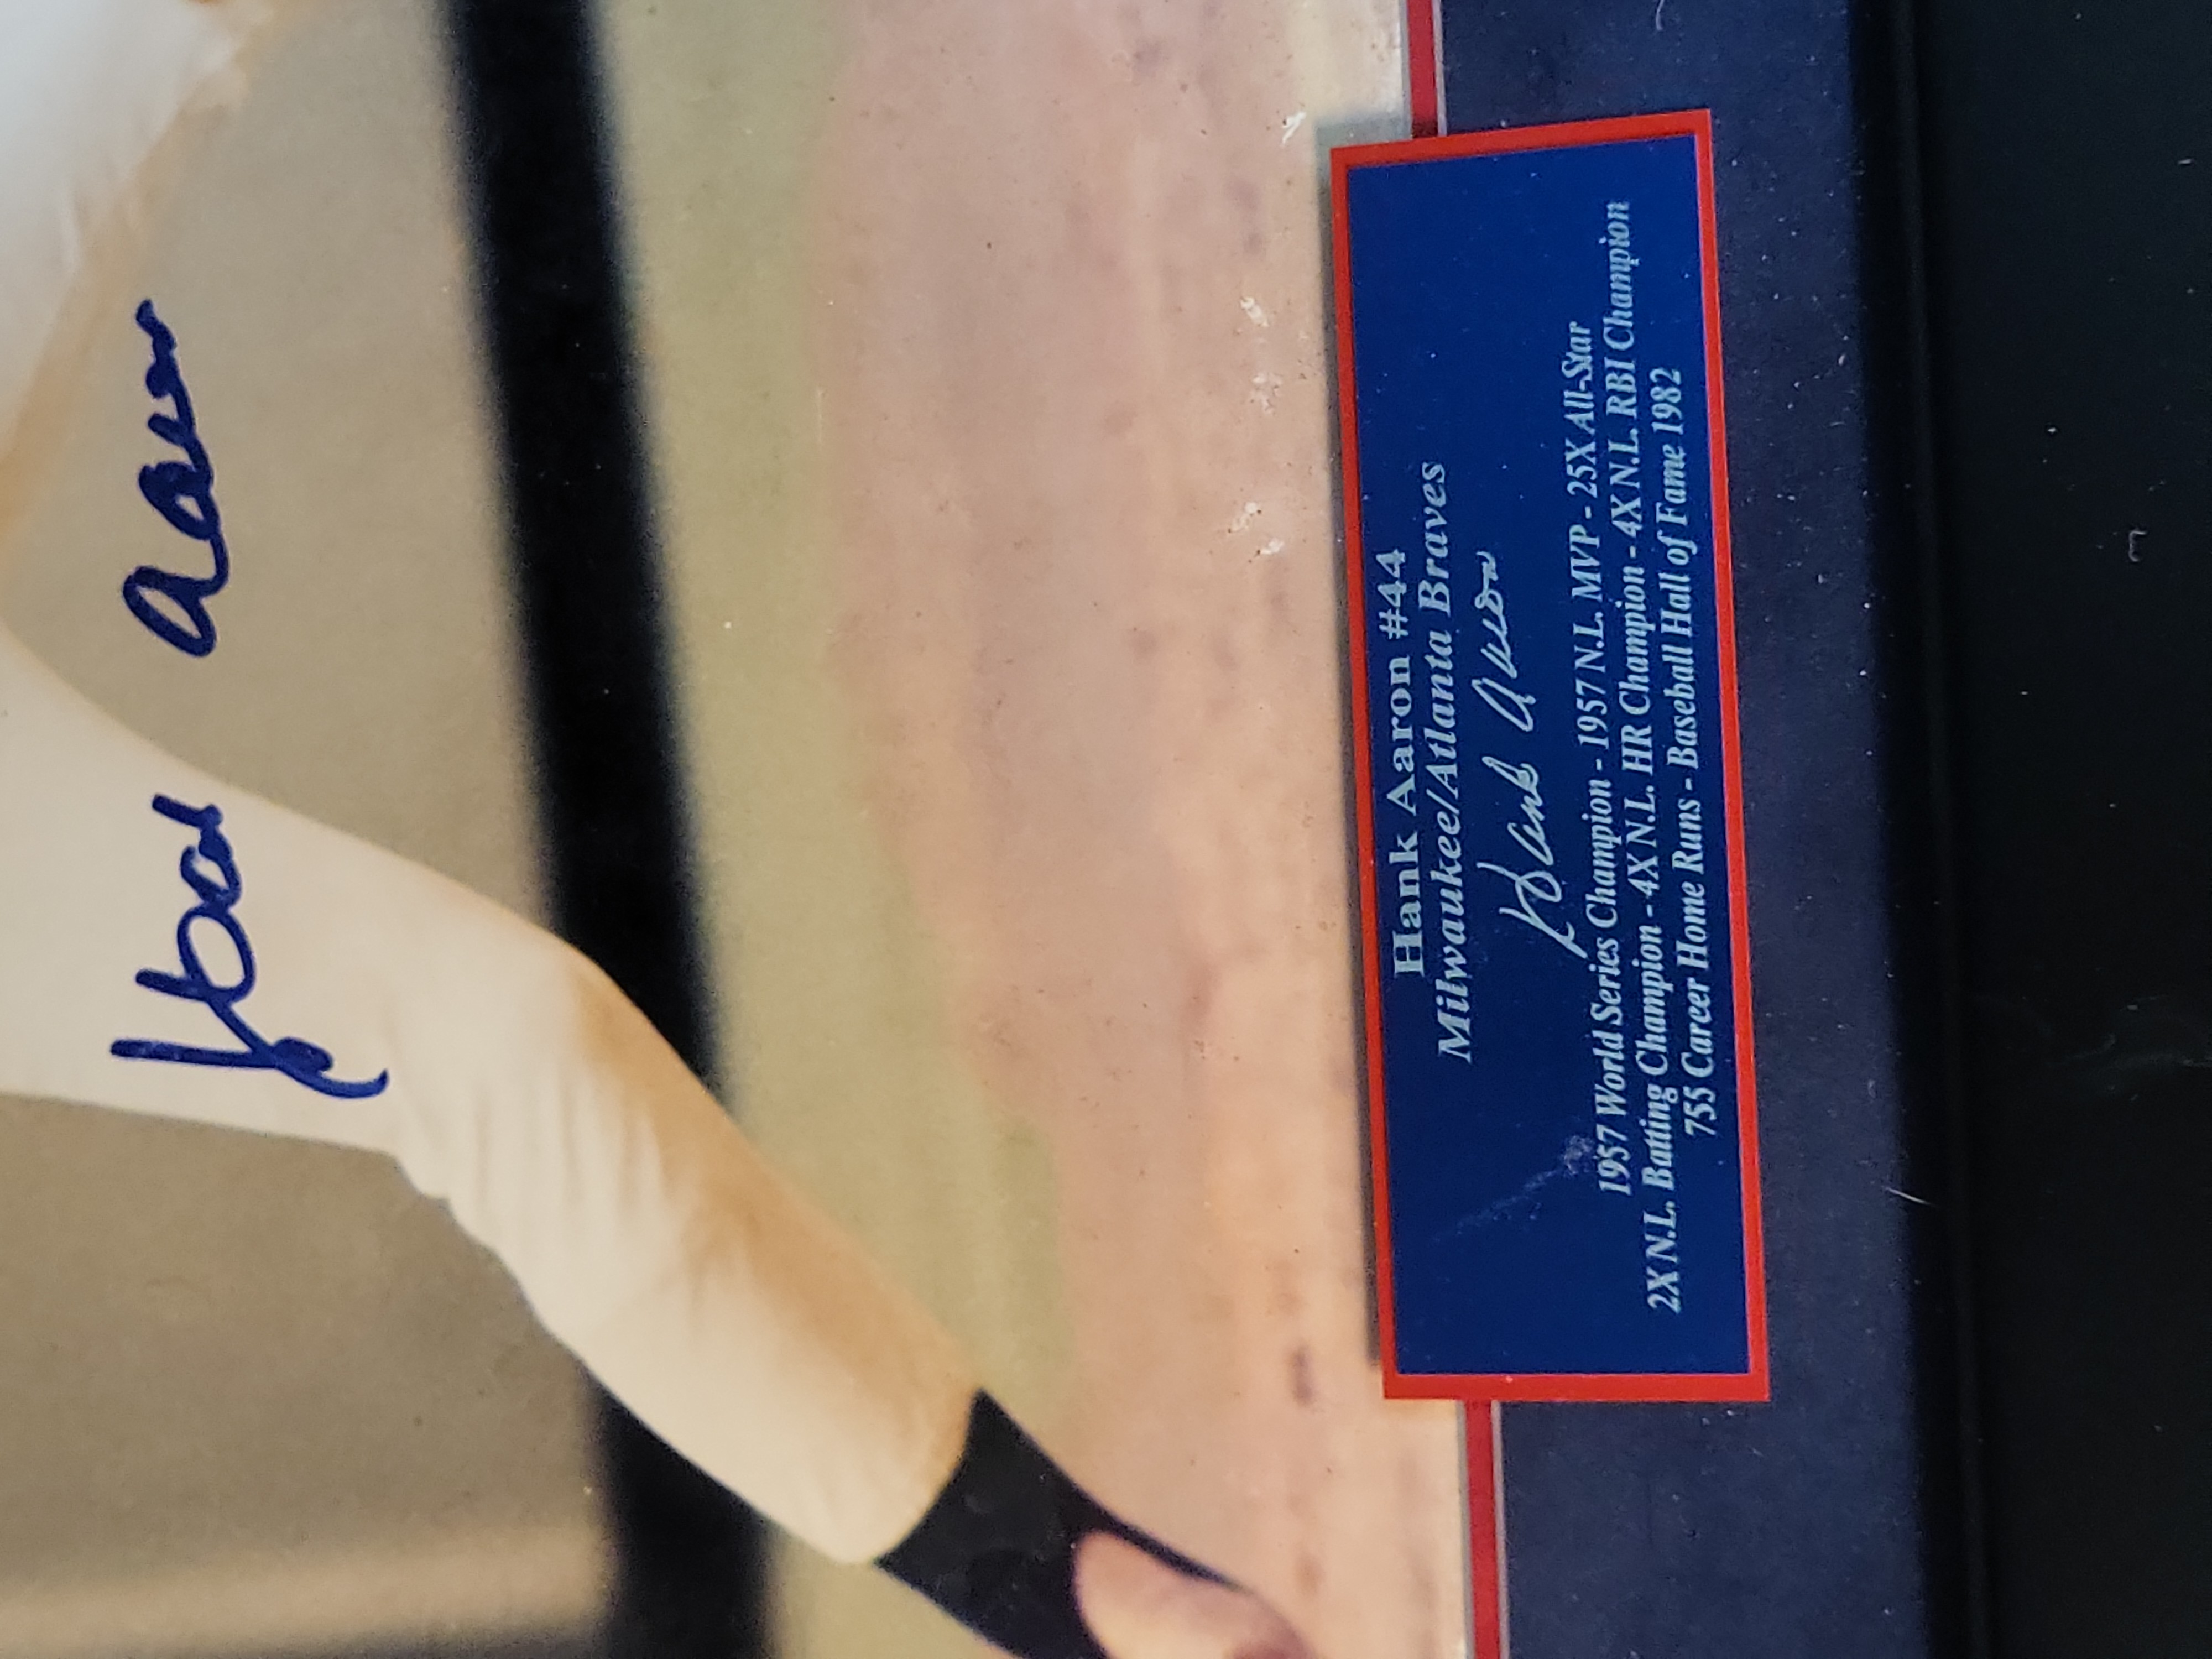 Hank Aaron
Hank Aaron #44
Milwaukee/Atlanta Braves
Hank Aaron
1957 World Series Champion - 1957 N.L. MVP - 25X All-Star
2X N.L. Batting Champion - 4X N.L. HR Champion - 4X N.L. RBI Champion
755 Career Home Runs - Baseball Hall of Fame 1982